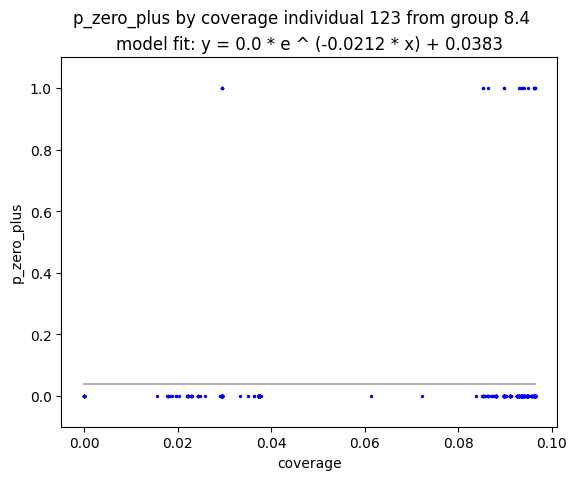 p_zero_plus by coverage individual 123 from group 8.4
model fit: y = 0.0 * e ^ (-0.0212 * x) + 0.0383
1.0
0.8
0.6
0.4
0.2
0.0
p_zero_plus
0.00 0.02 0.04 0.06 0.08 0.10
coverage